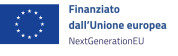 Finanziato
dall'Unione europea
NextGenerationEU